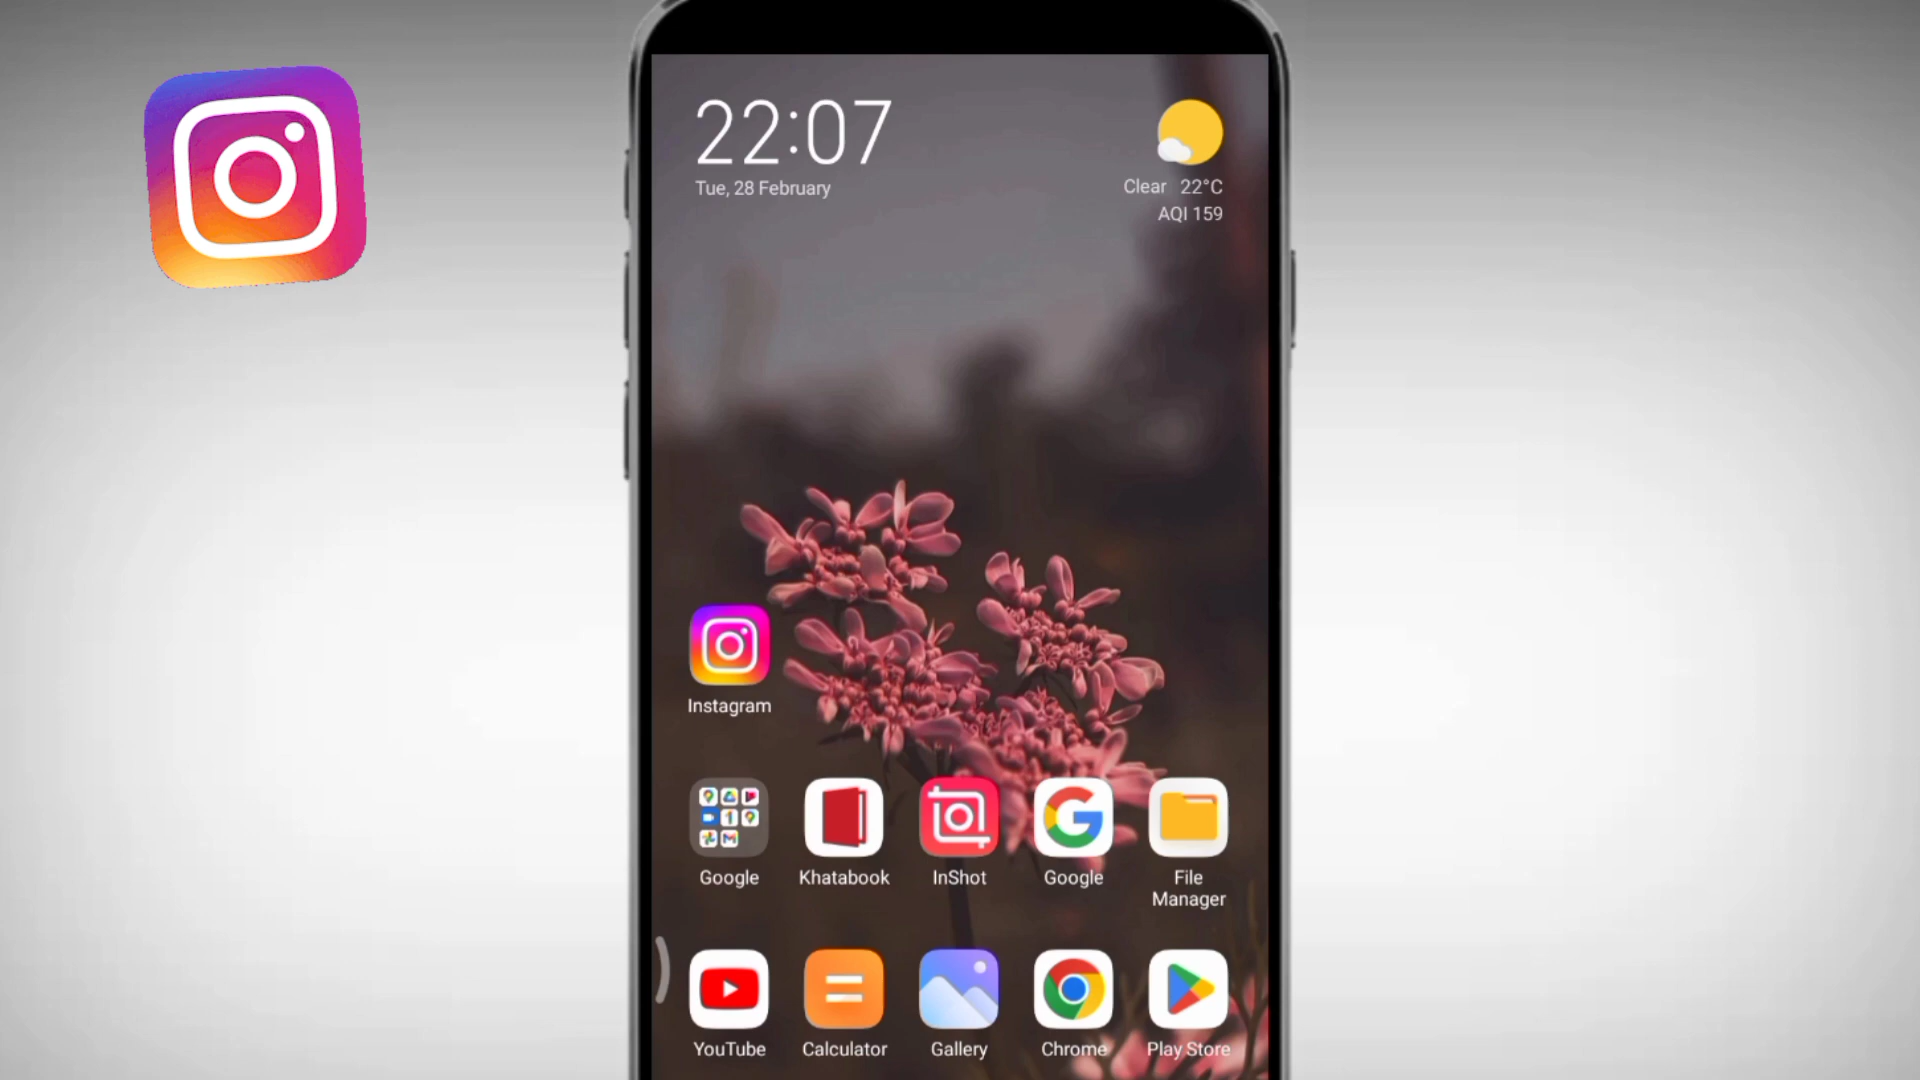 22:07
Tue, 28 February
Clear 22°C
AQI 159
Instagram
Google
Khatabook
InShot
Google
File
Manager
YouTube
Calculator
Gallery
Chrome
Play Store